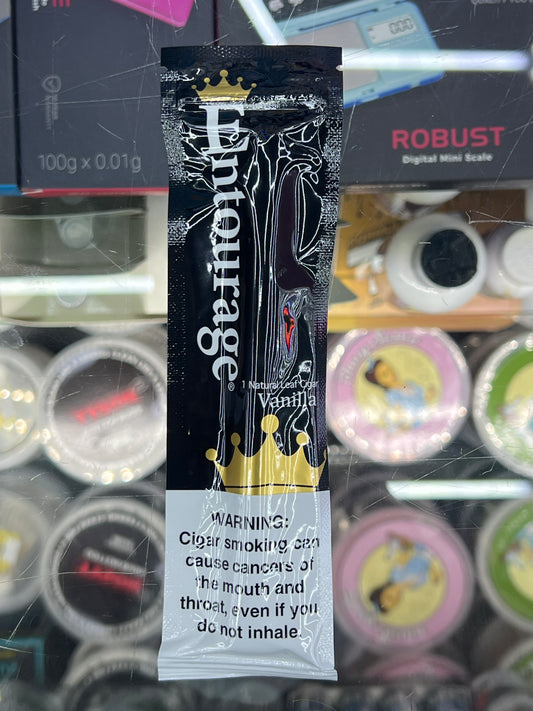 100g x 0.01g
ROBUST
Digital Mini Scale
Entourage®
1 Natural Leaf Cigar
Vanilla
WARNING:
Cigar smoking can
cause cancers of
the mouth and
throat, even if you
do not inhale.